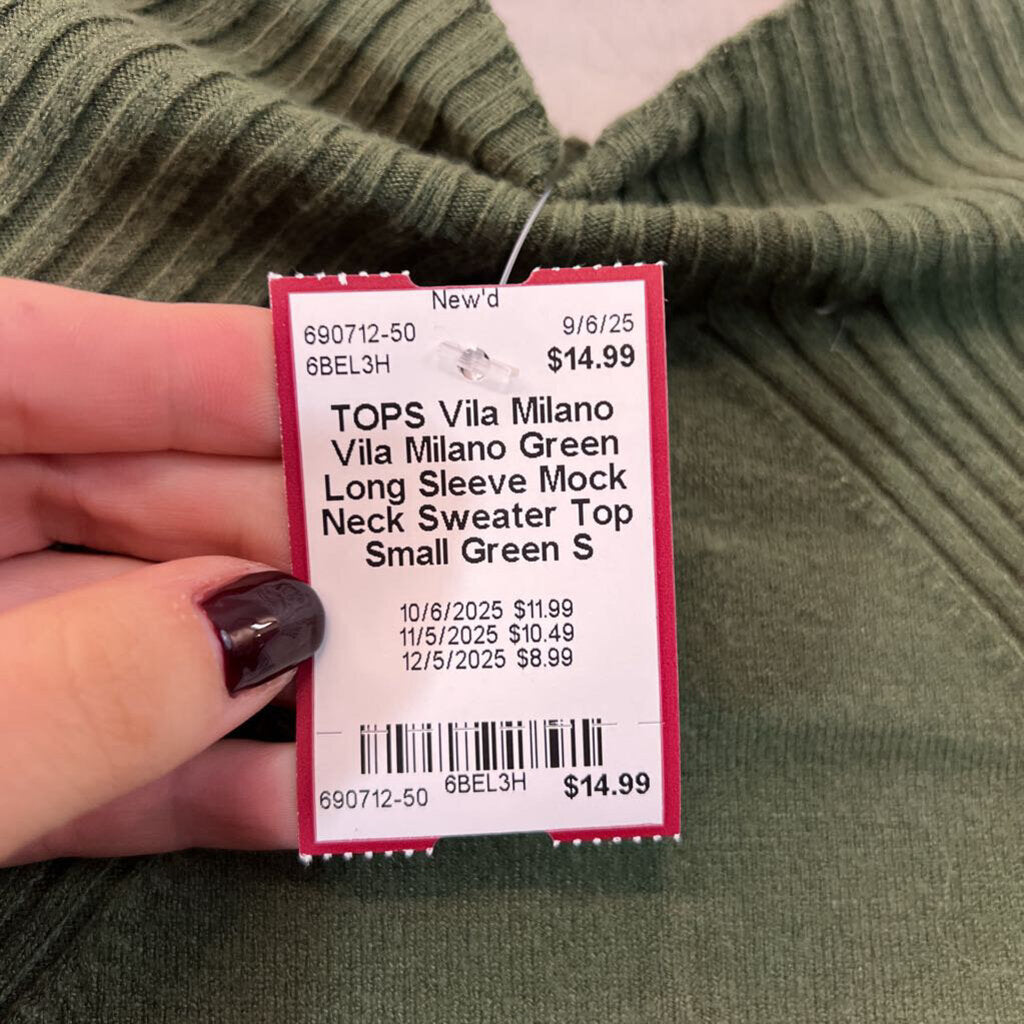 New'd
690712-50 9/6/25
6BEL3H $14.99
TOPS Vila Milano
Vila Milano Green
Long Sleeve Mock
Neck Sweater Top
Small Green S
10/6/2025 $11.99
11/5/2025 $10.49
12/5/2025 $8.99
690712-50 6BEL3H $14.99